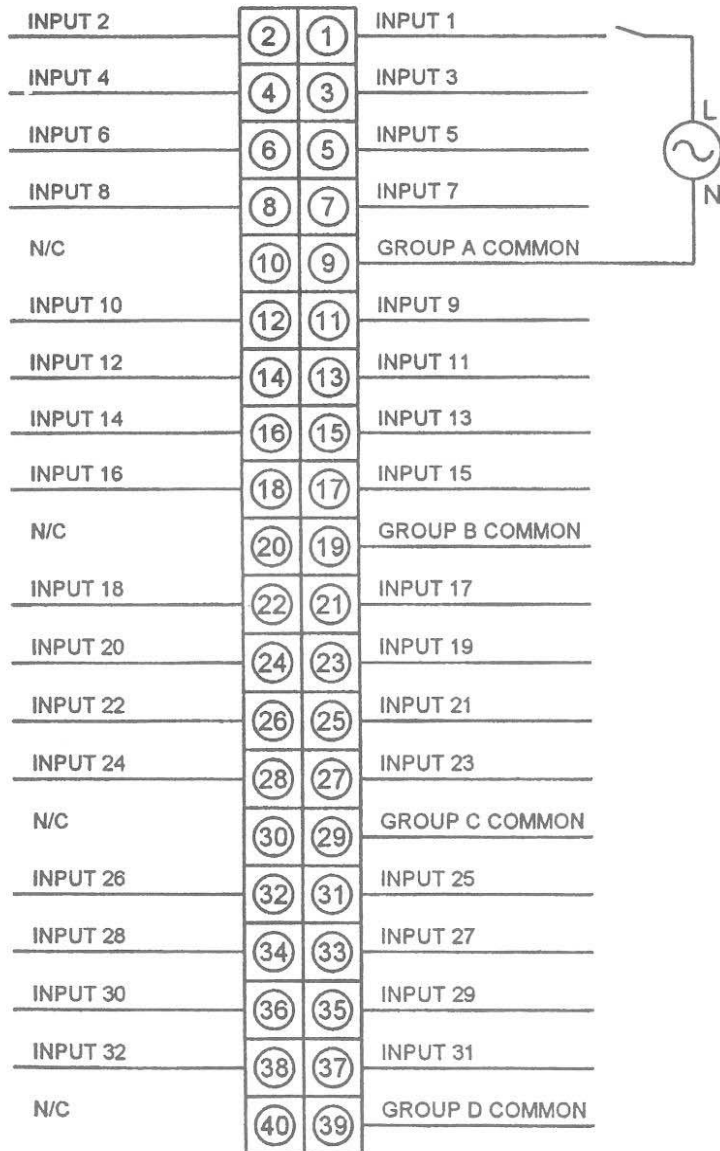 INPUT 2 2 1 INPUT 1
INPUT 4 4 3 INPUT 3
L
INPUT 6 6 5 INPUT 5
N
INPUT 8 8 7 INPUT 7
N/C 10 9 GROUP A COMMON
INPUT 10 12 11 INPUT 9
INPUT 12 14 13 INPUT 11
INPUT 14 16 15 INPUT 13
INPUT 16 18 17 INPUT 15
N/C 20 19 GROUP B COMMON
INPUT 18 22 21 INPUT 17
INPUT 20 24 23 INPUT 19
INPUT 22 26 25 INPUT 21
INPUT 24 28 27 INPUT 23
N/C 30 29 GROUP C COMMON
INPUT 26 32 31 INPUT 25
INPUT 28 34 33 INPUT 27
INPUT 30 36 35 INPUT 29
INPUT 32 38 37 INPUT 31
N/C 40 39 GROUP D COMMON